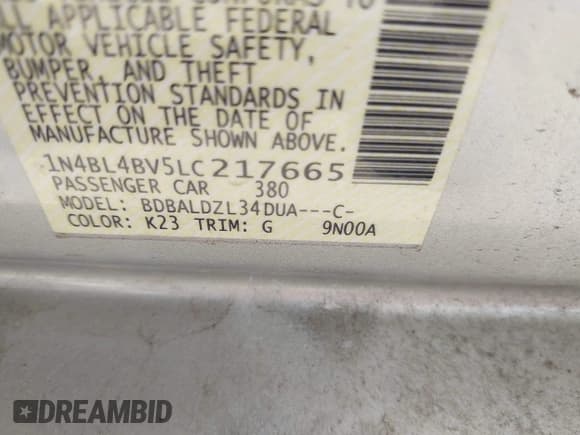 ALL APPLICABLE FEDERAL
MOTOR VEHICLE SAFETY,
BUMPER, AND THEFT
PREVENTION STANDARDS IN
EFFECT ON THE DATE OF
MANUFACTURE SHOWN ABOVE.
1N4BL4BV5LC217665
PASSENGER CAR 380
MODEL: BDBALDZL34DUA---C-
COLOR: K23 TRIM: G 9N00A
DREAMBID